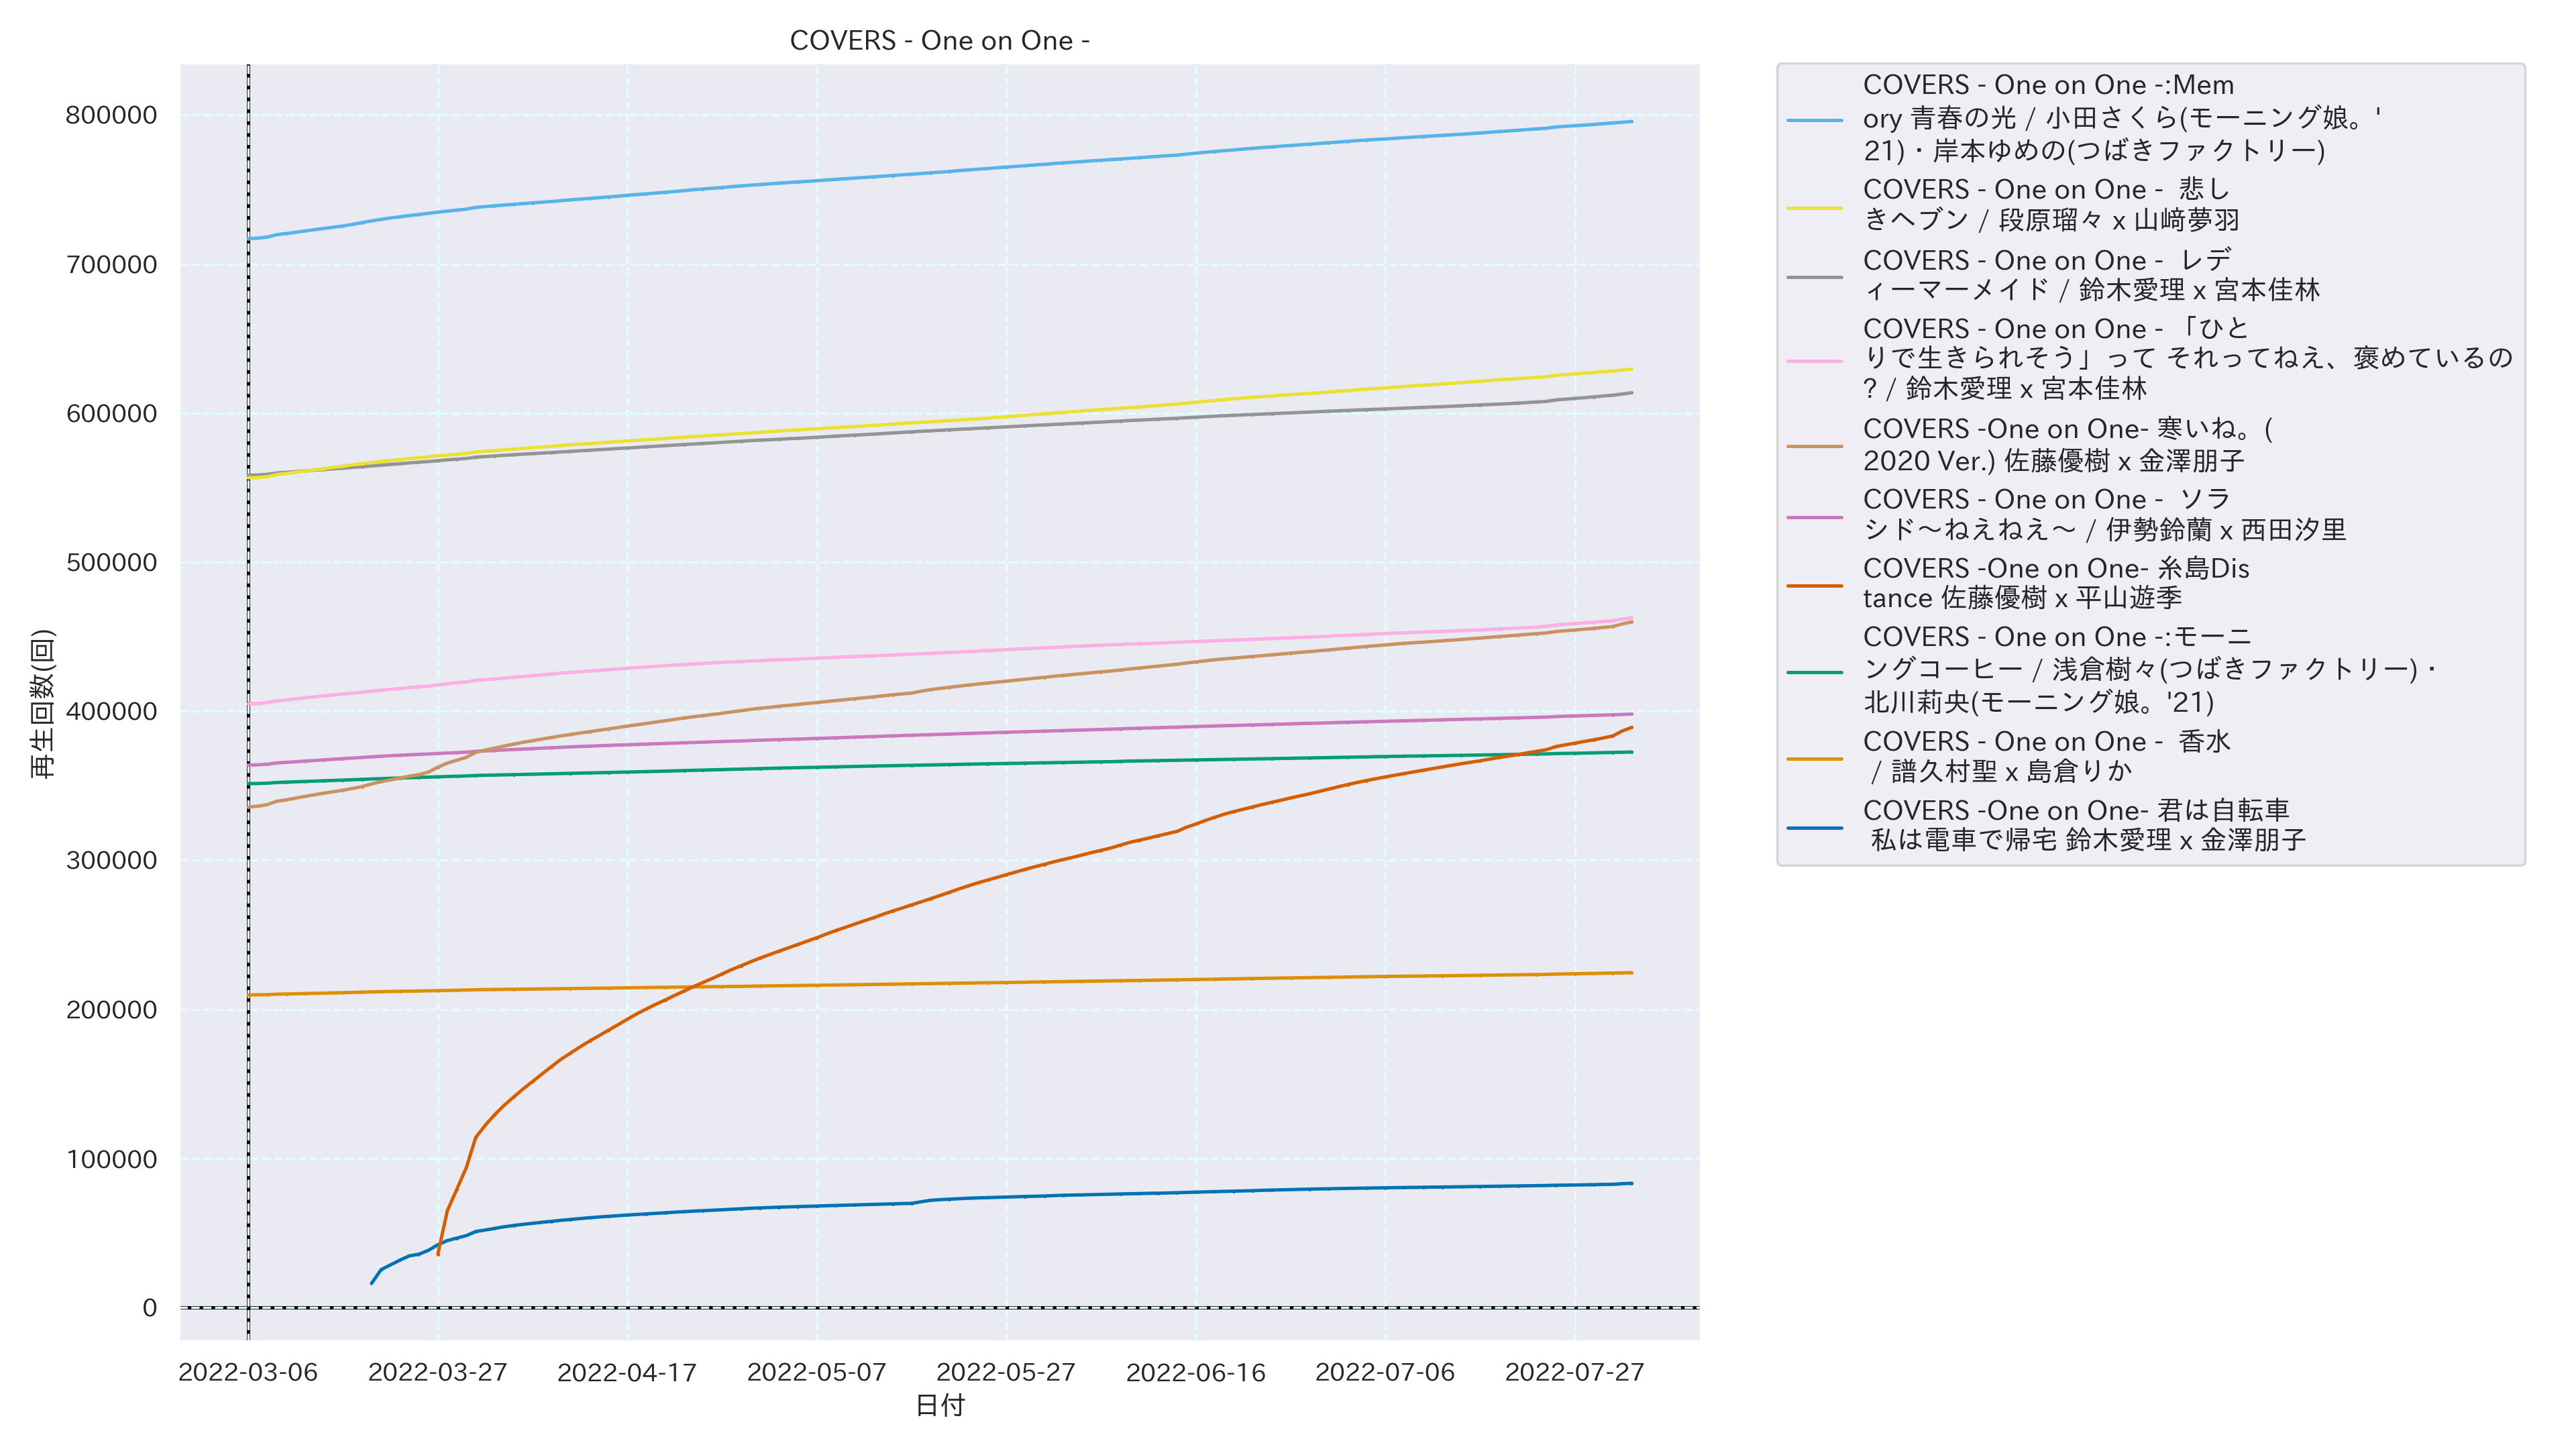 COVERS - One on One -
800000
700000
600000
500000
400000
300000
200000
100000
0
再生回数(回)
2022-03-06
2022-03-27
2022-04-17
2022-05-07
2022-05-27
2022-06-16
2022-07-06
2022-07-27
日付
COVERS - One on One -:Mem
ory 青春の光 / 小田さくら(モーニング娘。'
21)・岸本ゆめの(つばきファクトリー)
COVERS - One on One -  悲し
きヘブン / 段原瑠々 x 山﨑夢羽
COVERS - One on One -  レデ
ィーマーメイド / 鈴木愛理 x 宮本佳林
COVERS - One on One - 「ひと
りで生きられそう」って それってねえ、褒めているの
? / 鈴木愛理 x 宮本佳林
COVERS -One on One- 寒いね。(
2020 Ver.) 佐藤優樹 x 金澤朋子
COVERS - One on One -  ソラ
シド〜ねえねえ〜 / 伊勢鈴蘭 x 西田汐里
COVERS -One on One- 糸島Dis
tance 佐藤優樹 x 平山遊季
COVERS - One on One -:モーニ
ングコーヒー / 浅倉樹々(つばきファクトリー)・
北川莉央(モーニング娘。'21)
COVERS - One on One -  香水
/ 譜久村聖 x 島倉りか
COVERS -One on One- 君は自転車
私は電車で帰宅 鈴木愛理 x 金澤朋子